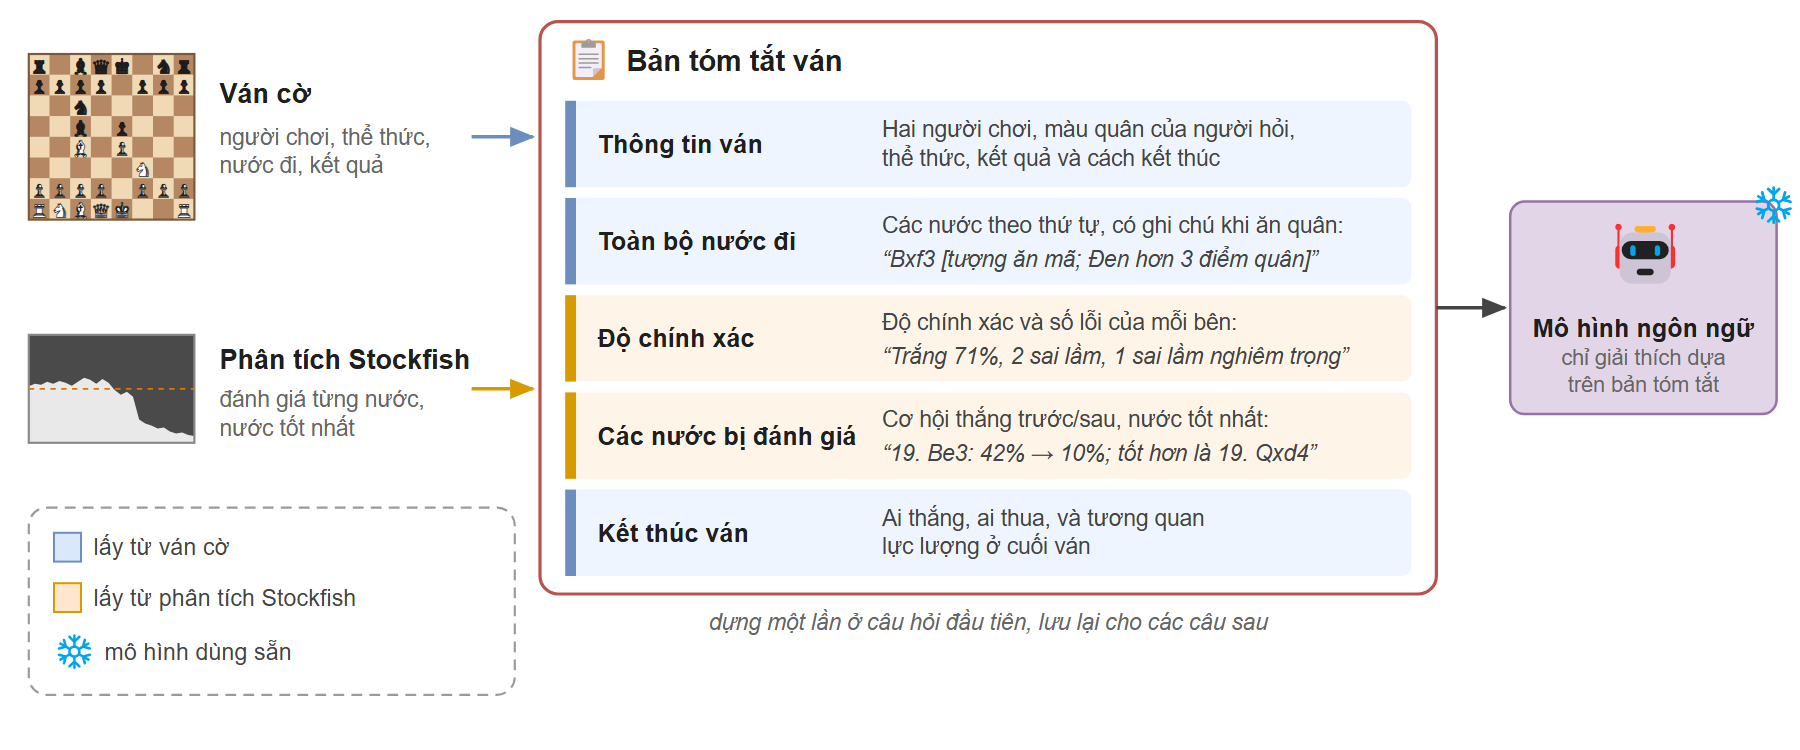 Ván cờ
người chơi, thể thức,
nước đi, kết quả
Phân tích Stockfish
đánh giá từng nước,
nước tốt nhất
lấy từ ván cờ
lấy từ phân tích Stockfish
mô hình dùng sẵn
Bản tóm tắt ván
Thông tin ván
Hai người chơi, màu quân của người hỏi,
thể thức, kết quả và cách kết thúc
Toàn bộ nước đi
Các nước theo thứ tự, có ghi chú khi ăn quân:
“Bxf3 [tượng ăn mã; Đen hơn 3 điểm quân]”
Độ chính xác
Độ chính xác và số lỗi của mỗi bên:
“Trắng 71%, 2 sai lầm, 1 sai lầm nghiêm trọng”
Các nước bị đánh giá
Cơ hội thắng trước/sau, nước tốt nhất:
“19. Be3: 42% → 10%; tốt hơn là 19. Qxd4”
Kết thúc ván
Ai thắng, ai thua, và tương quan
lực lượng ở cuối ván
dựng một lần ở câu hỏi đầu tiên, lưu lại cho các câu sau
Mô hình ngôn ngữ
chỉ giải thích dựa
trên bản tóm tắt